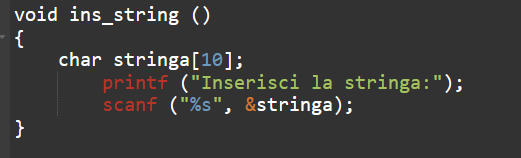 void ins_string ()
{
    char stringa[10];
        printf ("Inserisci la stringa:");
        scanf ("%s", &stringa);
}